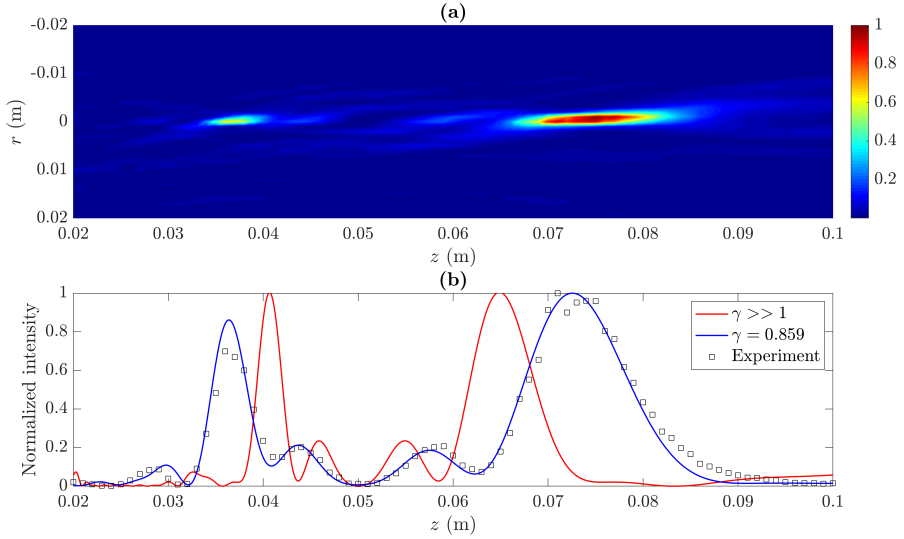 (a)
-0.02
-0.01
0
0.01
0.02
r (m)
0.02 0.03 0.04 0.05 0.06 0.07 0.08 0.09 0.1
z (m)
1
0.8
0.6
0.4
0.2
(b)
Normalized intensity
1
0.8
0.6
0.4
0.2
0
γ >> 1
γ = 0.859
Experiment
0.02 0.03 0.04 0.05 0.06 0.07 0.08 0.09 0.1
z (m)